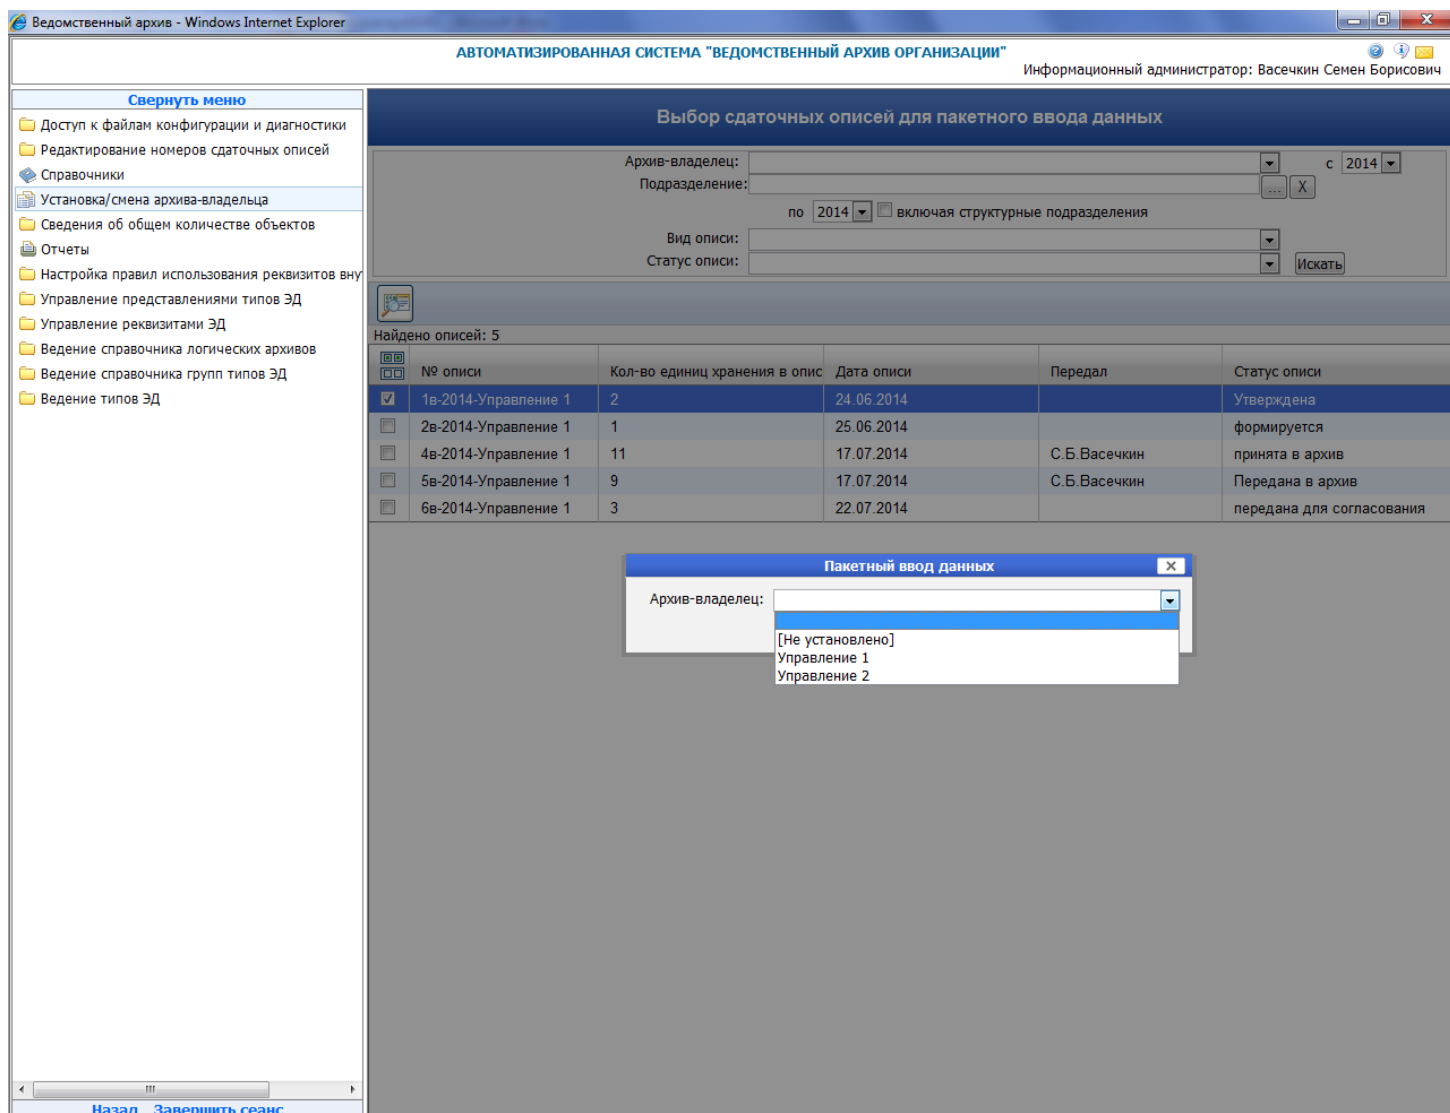 Ведомственный архив - Windows Internet Explorer
АВТОМАТИЗИРОВАННАЯ СИСТЕМА "ВЕДОМСТВЕННЫЙ АРХИВ ОРГАНИЗАЦИИ"
Информационный администратор: Васечкин Семен Борисович
Свернуть меню
Доступ к файлам конфигурации и диагностики
Редактирование номеров сдаточных описей
Справочники
Установка/смена архива-владельца
Сведения об общем количестве объектов
Отчеты
Настройка правил использования реквизитов вну
Управление представлениями типов ЭД
Управление реквизитами ЭД
Ведение справочника логических архивов
Ведение справочника групп типов ЭД
Ведение типов ЭД
Назад Завершить сеанс
Выбор сдаточных описей для пакетного ввода данных
Архив-владелец: с 2014
Подразделение: ... X
по 2014 включая структурные подразделения
Вид описи:
Статус описи: Искать
Найдено описей: 5
№ описи Кол-во единиц хранения в опис Дата описи Передал Статус описи
1в-2014-Управление 1 2 24.06.2014 Утверждена
2в-2014-Управление 1 1 25.06.2014 формируется
4в-2014-Управление 1 11 17.07.2014 С.Б.Васечкин принята в архив
5в-2014-Управление 1 9 17.07.2014 С.Б.Васечкин Передана в архив
6в-2014-Управление 1 3 22.07.2014 передана для согласования
Пакетный ввод данных
Архив-владелец:
[Не установлено]
Управление 1
Управление 2